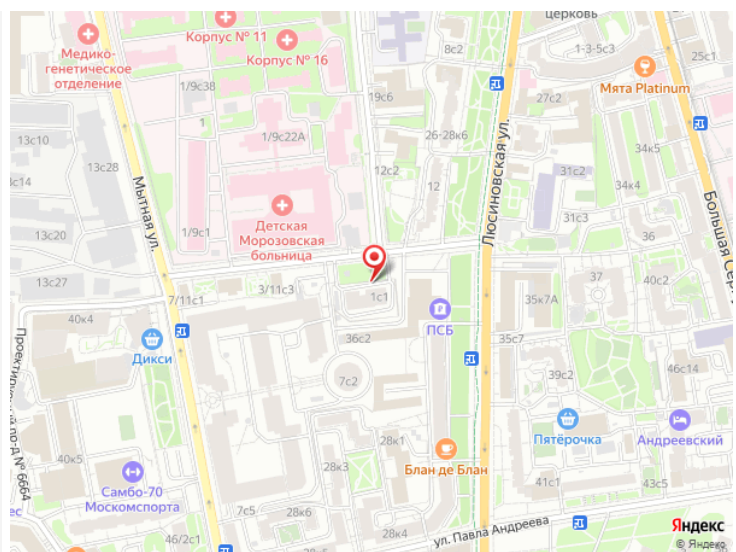 церковь
Корпус № 11
Медико-
генетическое
отделение
Корпус № 16
8с2
1-3-5с3
25с1
Мята Platinum
1/9с38
19с6
27с2
13с10
1
1/9с22А
26-28к6
34к5
13с28
с14
12с2
31с2
12
34к4
Мытная ул.
Люсиновская ул.
Детская
Морозовская
больница
1/9с1
13с20
31с3
36
13с27
7/11с1
3/11с3
1с1
37
40с2
35к7А
40к4
ПСБ
36с2
35с7
Дикси
7с2
39с2
46с14
Пятёрочка
Андреевский
28к1
40к5
28к3
Блан де Блан
Самбо-70
Москомспорта
41с1
43с5
7с5
46/2с1
28к4
ул. Павла Андреева
Яндекс
© Яндекс